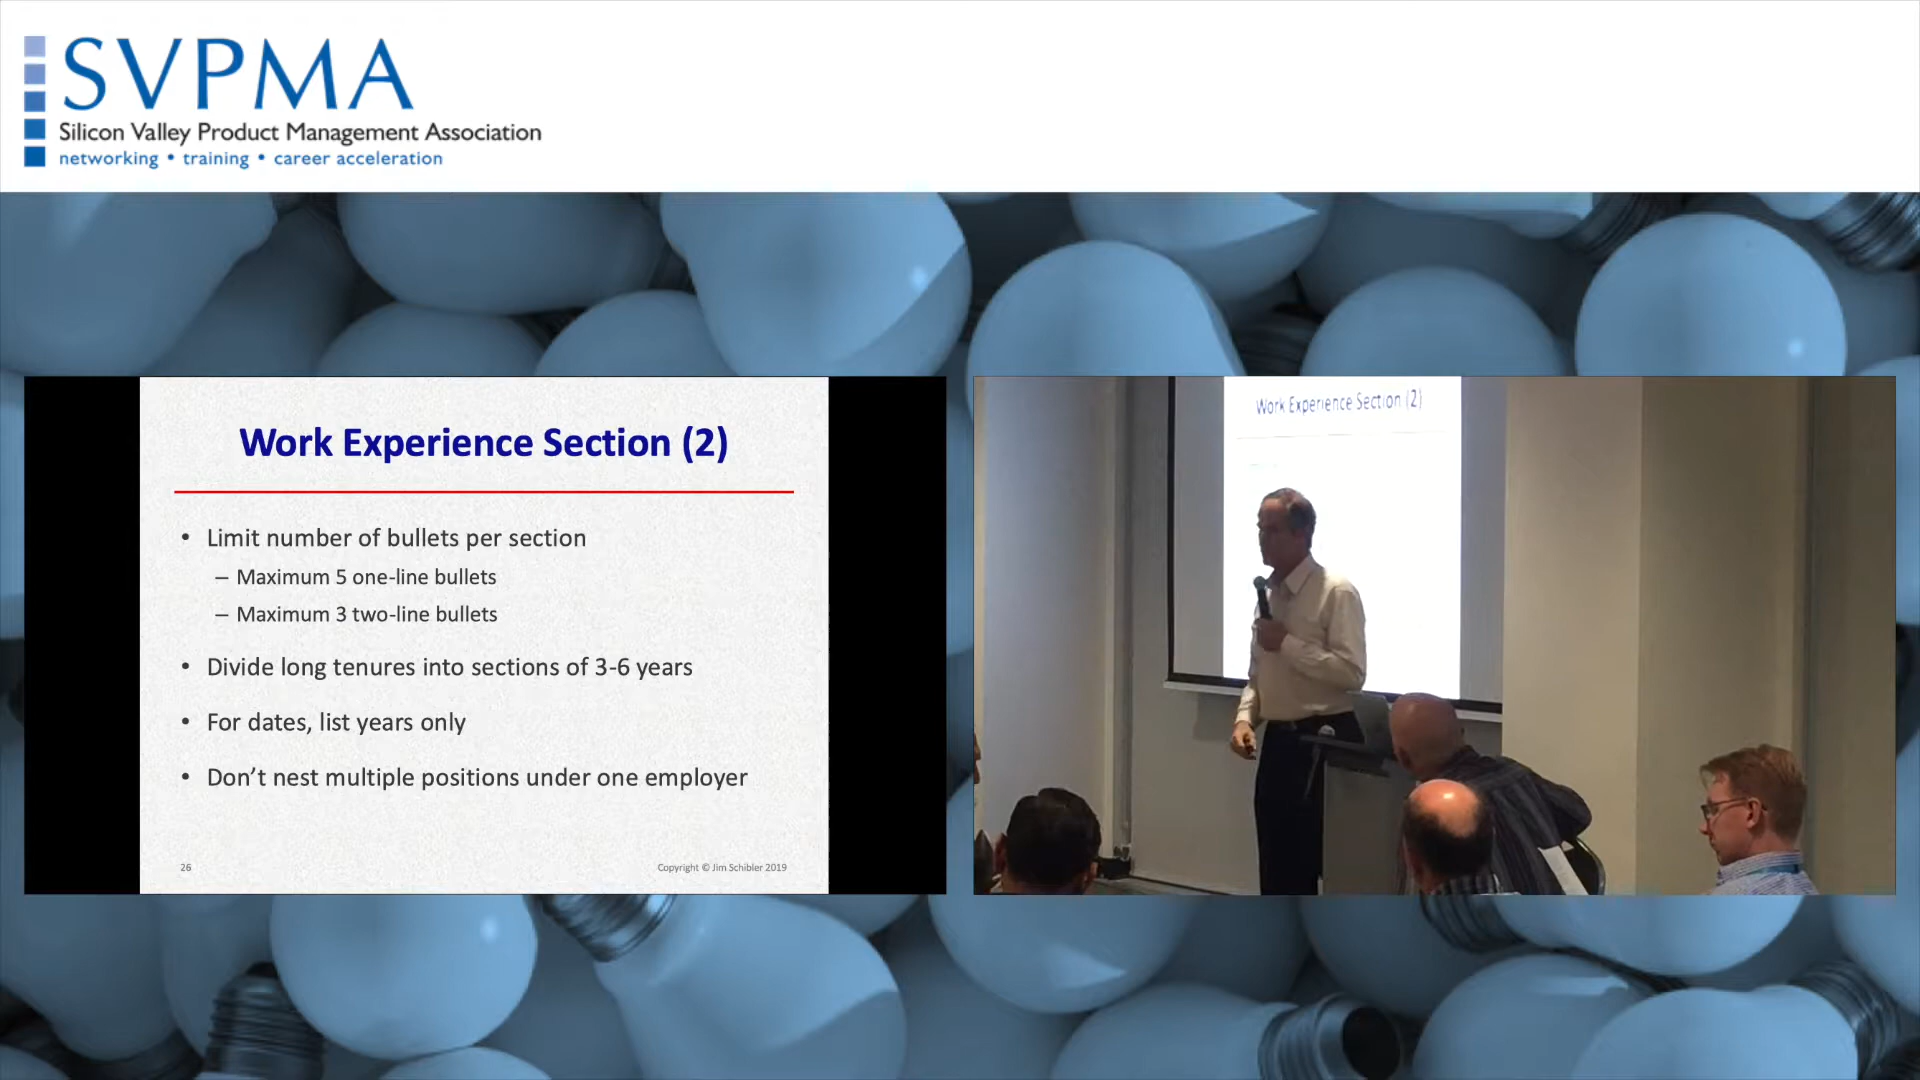 SVPMA
Silicon Valley Product Management Association
networking • training • career acceleration
Work Experience Section (2)
• Limit number of bullets per section
– Maximum 5 one-line bullets
– Maximum 3 two-line bullets
• Divide long tenures into sections of 3-6 years
• For dates, list years only
• Don’t nest multiple positions under one employer
26
Copyright © Jim Schibler 2019
Work Experience Section (2)